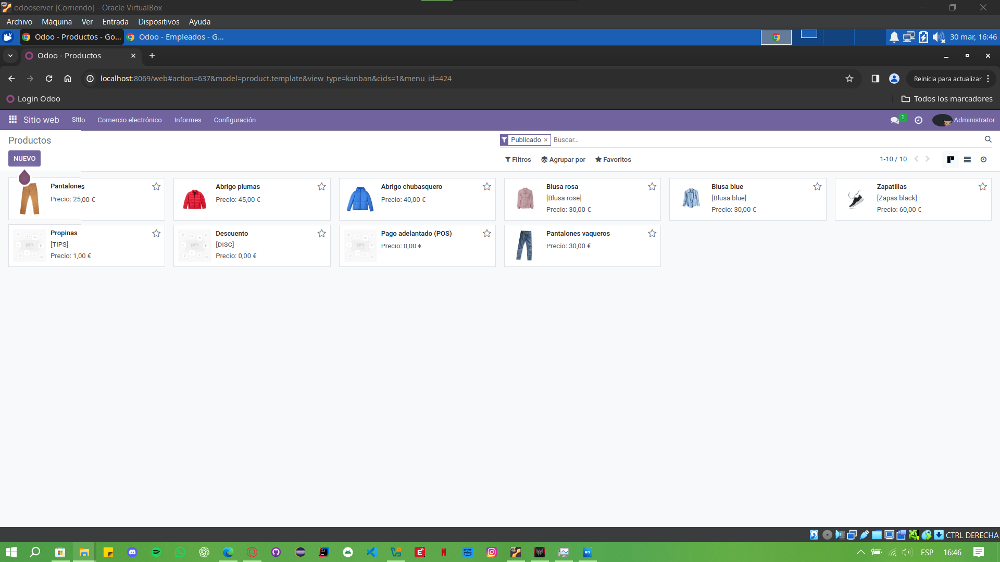 odooserver [Corriendo] - Oracle VirtualBox
Archivo Máquina Ver Entrada Dispositivos Ayuda
Odoo - Productos - Go... Odoo - Empleados - G... 30 mar, 16:46
Odoo - Productos
localhost:8069/web#action=637&model=product.template&view_type=kanban&cids=1&menu_id=424 Reinicia para actualizar
Login Odoo Todos los marcadores
Sitio web Sitio Comercio electrónico Informes Configuración 1 Administrator
Productos Publicado × Buscar...
NUEVO Filtros Agrupar por Favoritos 1-10 / 10
Pantalones
Precio: 25,00 €
Abrigo plumas
Precio: 45,00 €
Abrigo chubasquero
Precio: 40,00 €
Blusa rosa
[Blusa rose]
Precio: 30,00 €
Blusa blue
[Blusa blue]
Precio: 30,00 €
Zapatillas
[Zapas black]
Precio: 60,00 €
Propinas
[TIPS]
Precio: 1,00 €
Descuento
[DISC]
Precio: 0,00 €
Pago adelantado (POS)
Precio: 0,00 €
Pantalones vaqueros
Precio: 30,00 €
CTRL DERECHA
ESP 16:46